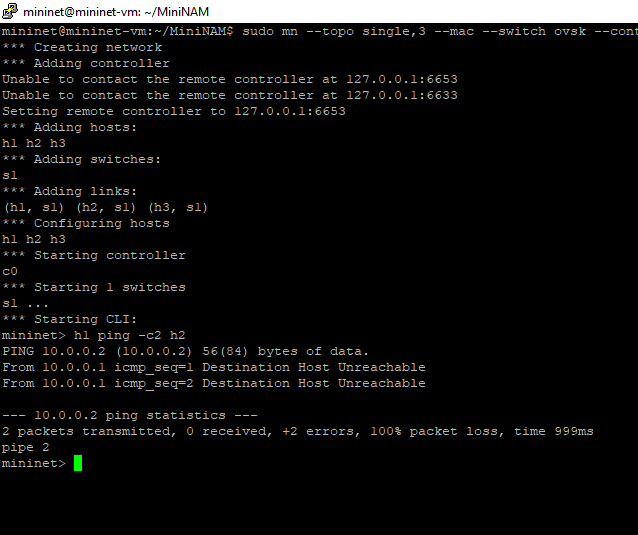 mininet@mininet-vm: ~/MiniNAM
mininet@mininet-vm:~/MiniNAM$ sudo mn --topo single,3 --mac --switch ovsk --cont
*** Creating network
*** Adding controller
Unable to contact the remote controller at 127.0.0.1:6653
Unable to contact the remote controller at 127.0.0.1:6633
Setting remote controller to 127.0.0.1:6653
*** Adding hosts:
h1 h2 h3
*** Adding switches:
s1
*** Adding links:
(h1, s1) (h2, s1) (h3, s1)
*** Configuring hosts
h1 h2 h3
*** Starting controller
c0
*** Starting 1 switches
s1 ...
*** Starting CLI:
mininet> h1 ping -c2 h2
PING 10.0.0.2 (10.0.0.2) 56(84) bytes of data.
From 10.0.0.1 icmp_seq=1 Destination Host Unreachable
From 10.0.0.1 icmp_seq=2 Destination Host Unreachable
--- 10.0.0.2 ping statistics ---
2 packets transmitted, 0 received, +2 errors, 100% packet loss, time 999ms
pipe 2
mininet>